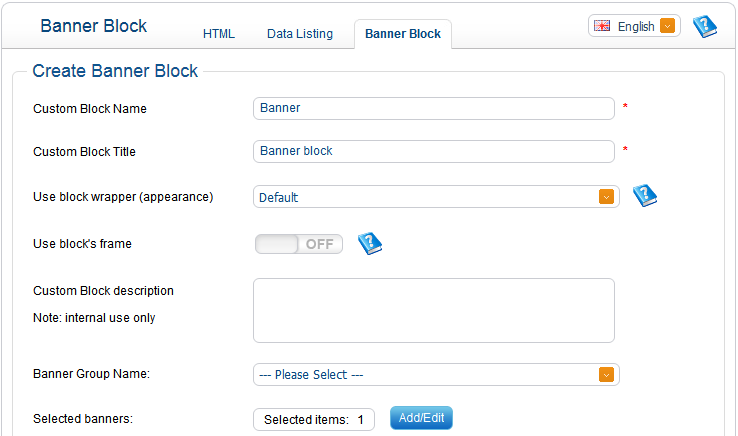 Banner Block
HTML Data Listing Banner Block English
Create Banner Block
Custom Block Name Banner *
Custom Block Title Banner block *
Use block wrapper (appearance) Default
Use block's frame OFF
Custom Block description
Note: internal use only
Banner Group Name: --- Please Select ---
Selected banners: Selected items: 1 Add/Edit